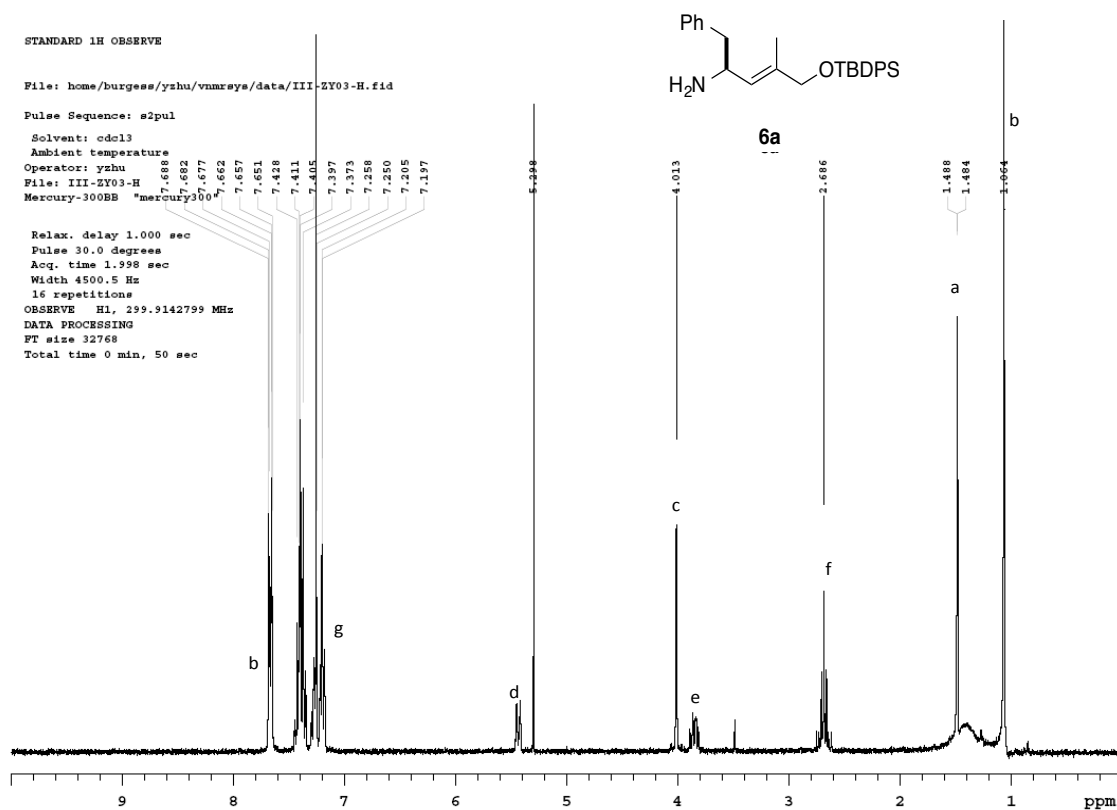 STANDARD 1H OBSERVE
File: home/burgess/yzhu/vnmrsys/data/III-ZY03-H.fid
Pulse Sequence: s2pul
Solvent: cdcl3
Ambient temperature
Operator: yzhu
File: III-ZY03-H
Mercury-300BB "mercury300"
Relax. delay 1.000 sec
Pulse 30.0 degrees
Acq. time 1.998 sec
Width 4500.5 Hz
16 repetitions
OBSERVE H1, 299.9142799 MHz
DATA PROCESSING
FT size 32768
Total time 0 min, 50 sec
Ph
H2N
OTBDPS
6a
7.688
7.682
7.677
7.662
7.657
7.651
7.428
7.411
7.405
7.397
7.373
7.258
7.250
7.205
7.197
5.298
4.013
2.686
1.488
1.484
1.064
b
a
c
f
g
b
d
e
9 8 7 6 5 4 3 2 1 ppm